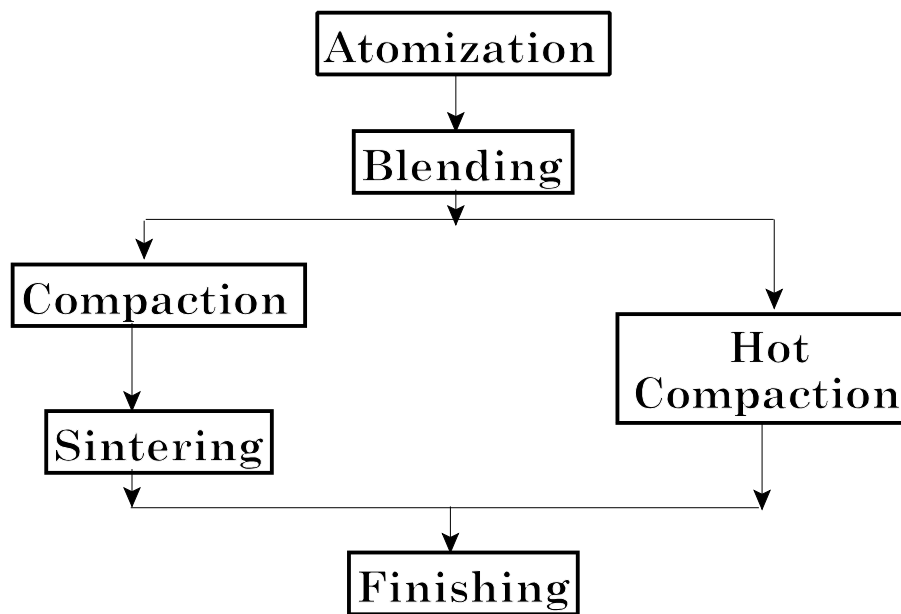 Atomization
Blending
Compaction
Hot
Compaction
Sintering
Finishing